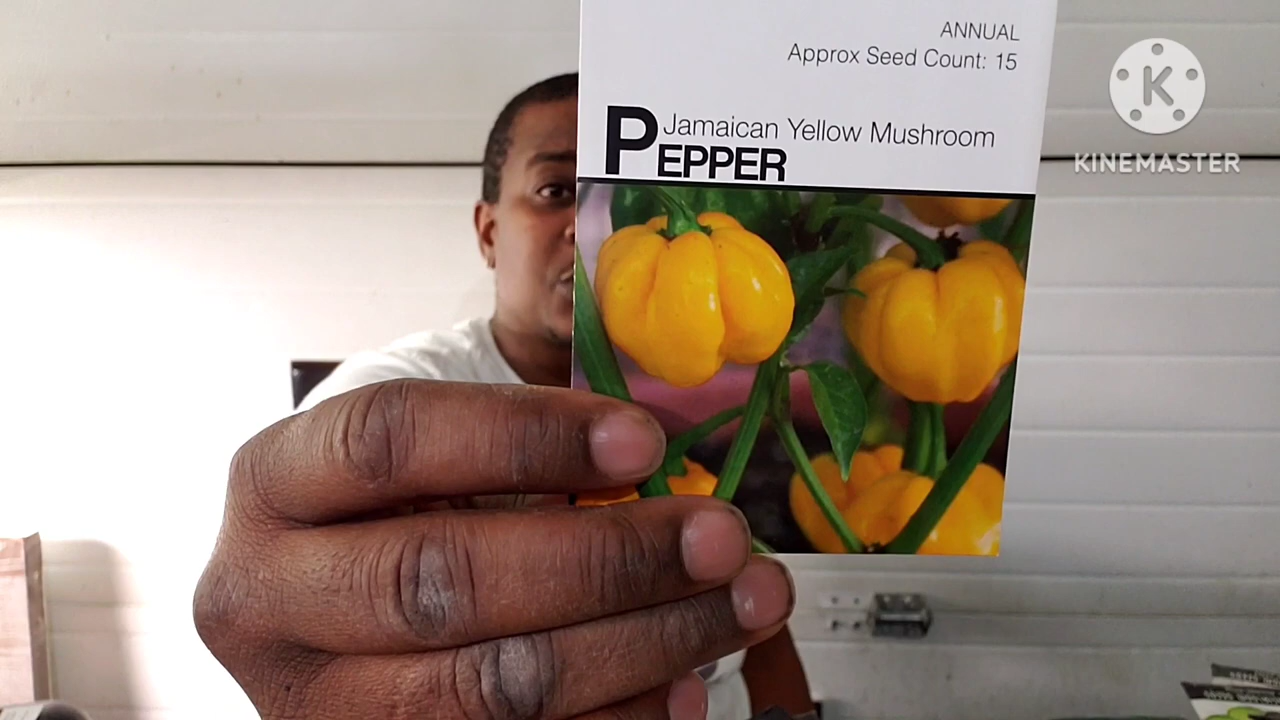 ANNUAL
Approx Seed Count: 15
Jamaican Yellow Mushroom
PEPPER
K
KINEMASTER